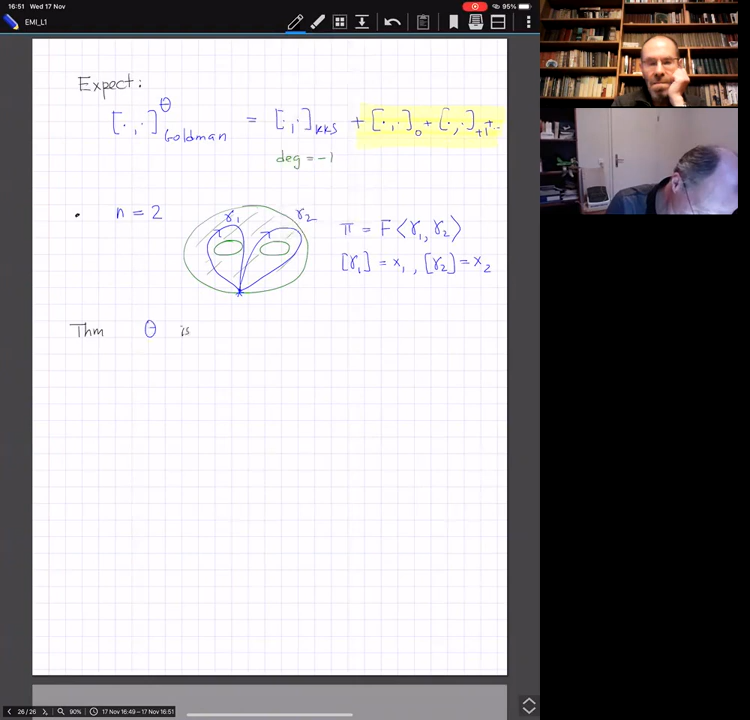 16:51 Wed 17 Nov
95%
EMI_L1
Expect:
[·,·]^θ_Goldman = [·,·]_KKS + [·,·]_0 + [·,·]_+1 + ..
deg = -1
• n = 2
γ_1 γ_2
π = F⟨γ_1, γ_2⟩
[γ_1] = x_1, [γ_2] = x_2
*
Thm θ is
26/26 90% 17 Nov 16:49 – 17 Nov 16:51